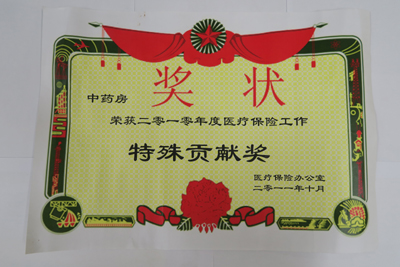 奖状
中药房
荣获二零一零年度医疗保险工作
特殊贡献奖
医疗保险办公室
二零一一年十月